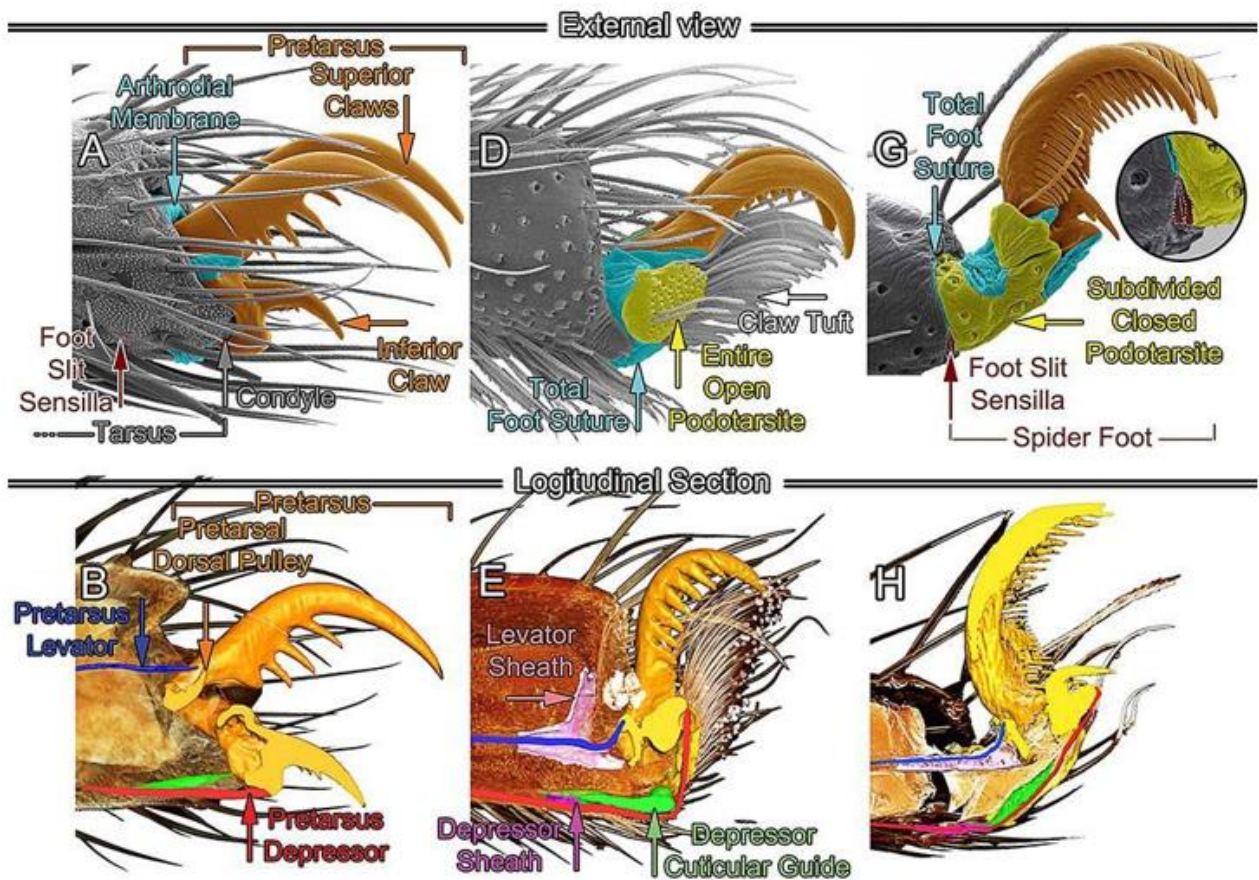 External view
Pretarsus
Superior
Claws
Arthrodial
Membrane
A
Inferior
Claw
Foot
Slit
Sensilla
Condyle
Tarsus
D
Claw Tuft
Entire
Open
Podotarsite
Total
Foot Suture
G
Total
Foot
Suture
Subdivided
Closed
Podotarsite
Foot Slit
Sensilla
Spider Foot
Logitudinal Section
Pretarsus
Pretarsal
Dorsal Pulley
B
Pretarsus
Levator
Pretarsus
Depressor
E
Levator
Sheath
Depressor
Sheath
Depressor
Cuticular Guide
H